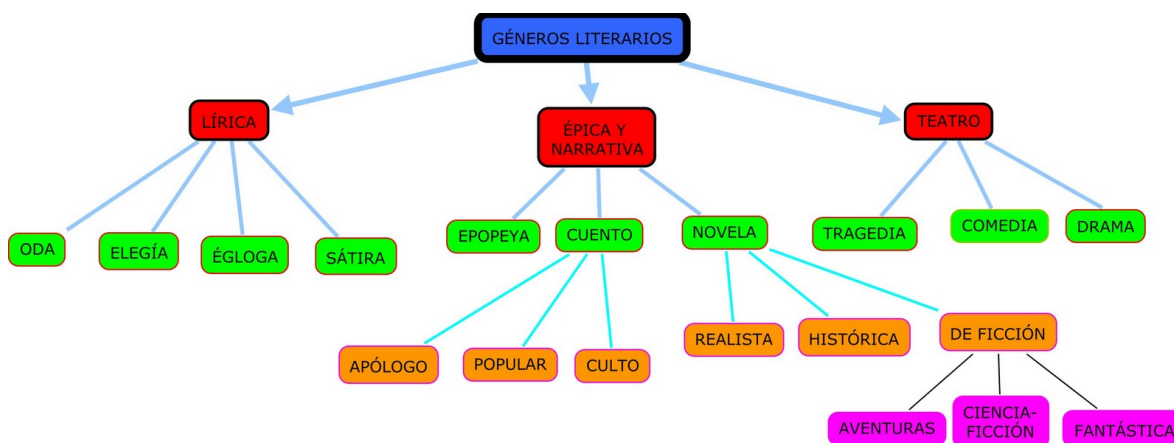 GÉNEROS LITERARIOS
LÍRICA
ÉPICA Y
NARRATIVA
TEATRO
ODA
ELEGÍA
ÉGLOGA
SÁTIRA
EPOPEYA
CUENTO
NOVELA
TRAGEDIA
COMEDIA
DRAMA
APÓLOGO
POPULAR
CULTO
REALISTA
HISTÓRICA
DE FICCIÓN
AVENTURAS
CIENCIA-
FICCIÓN
FANTÁSTICA